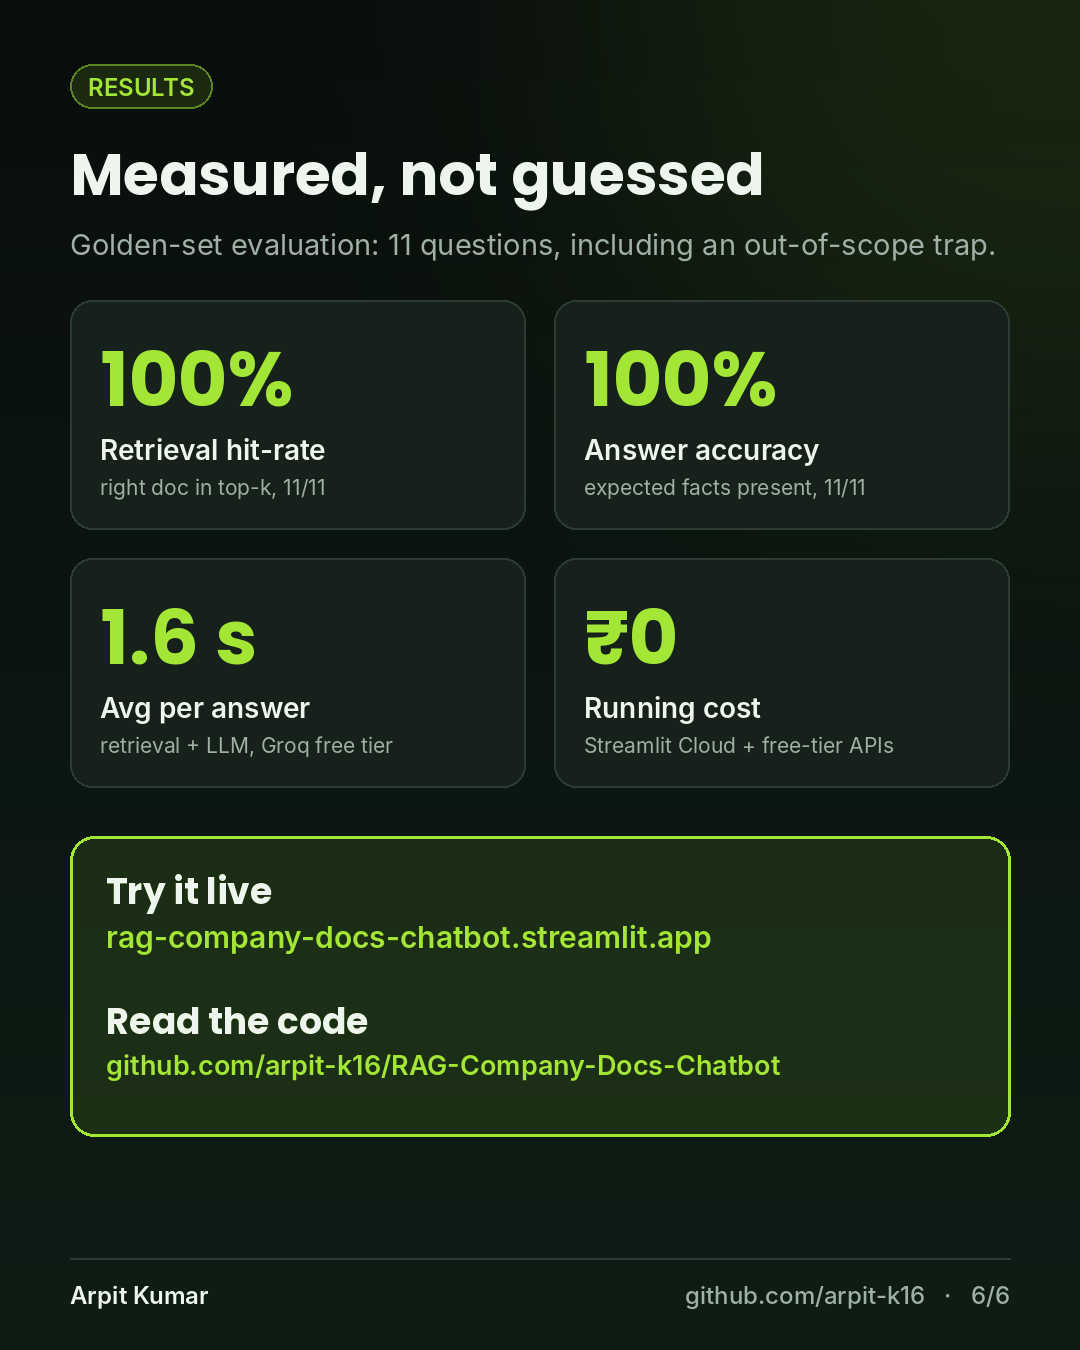 RESULTS
Measured, not guessed
Golden-set evaluation: 11 questions, including an out-of-scope trap.
100%
Retrieval hit-rate
right doc in top-k, 11/11
100%
Answer accuracy
expected facts present, 11/11
1.6 s
Avg per answer
retrieval + LLM, Groq free tier
₹0
Running cost
Streamlit Cloud + free-tier APIs
Try it live
rag-company-docs-chatbot.streamlit.app
Read the code
github.com/arpit-k16/RAG-Company-Docs-Chatbot
Arpit Kumar
github.com/arpit-k16 · 6/6